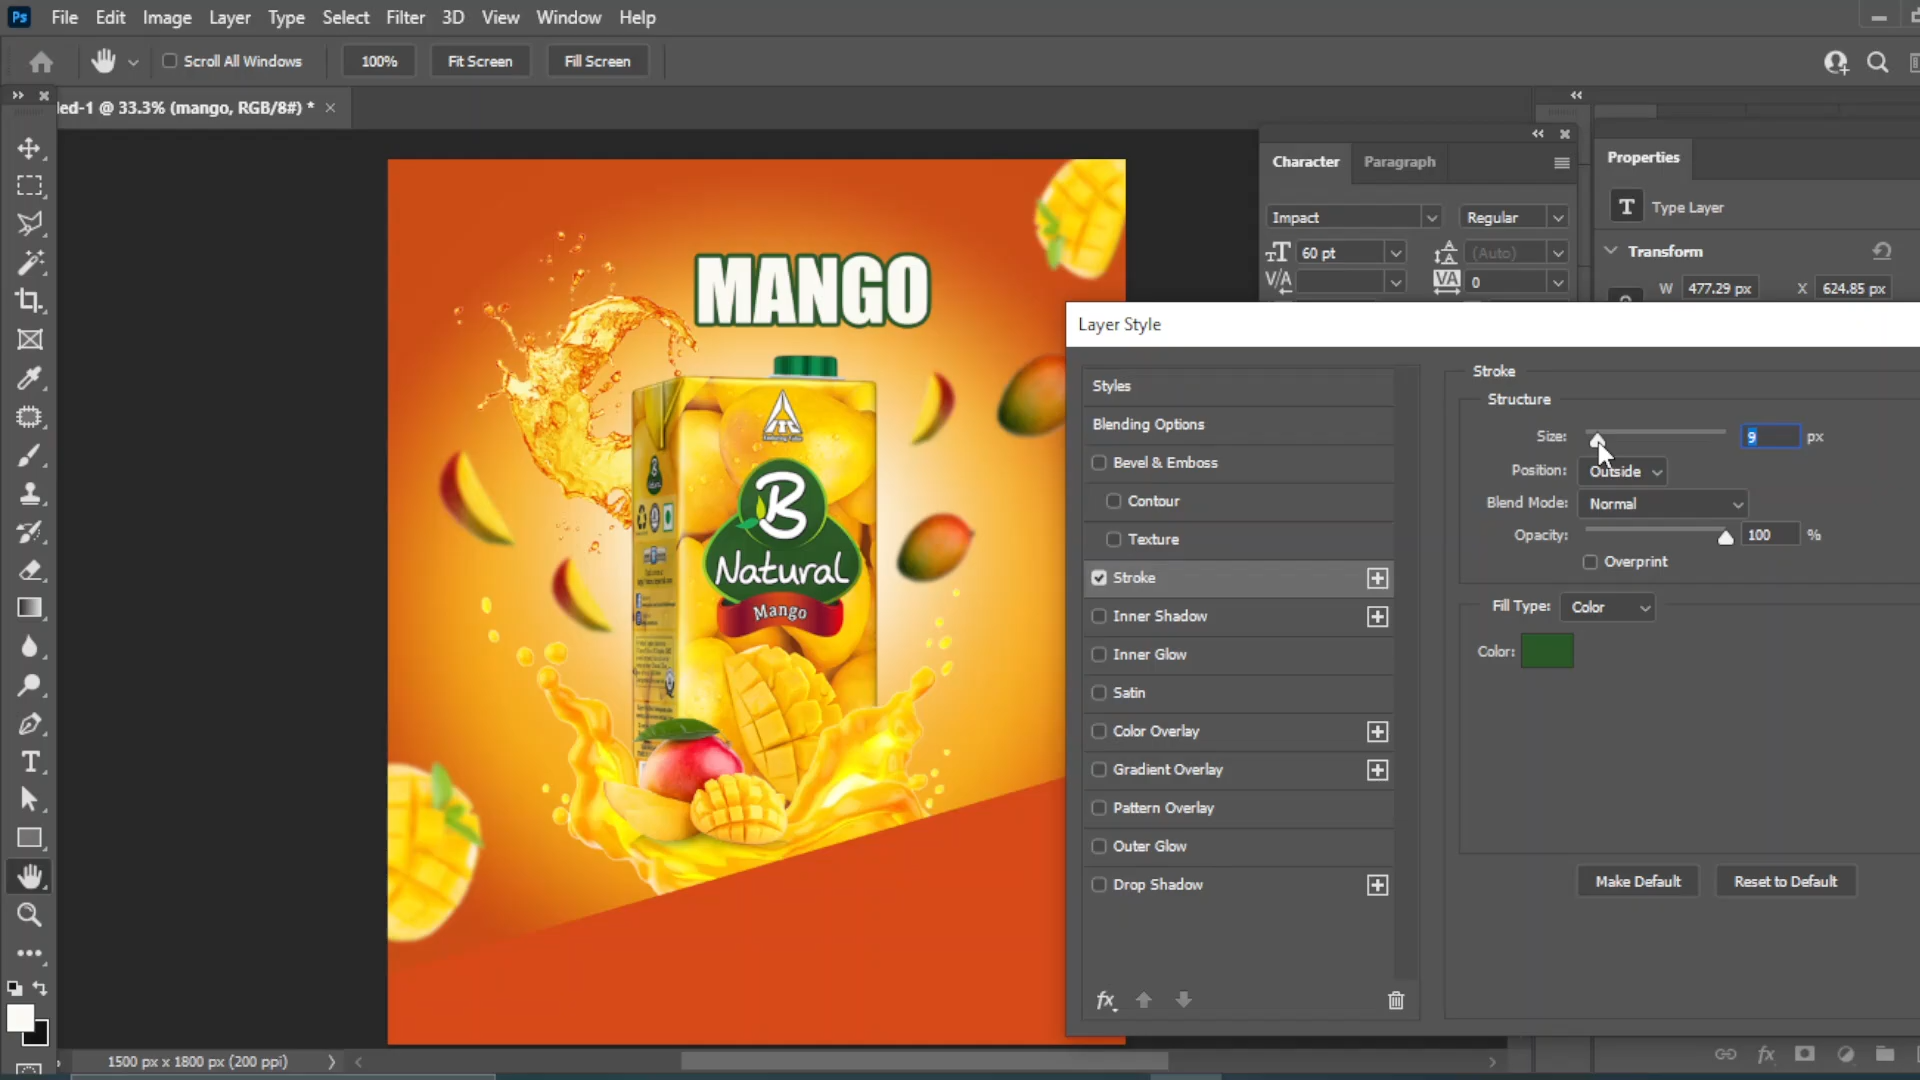 Ps File Edit Image Layer Type Select Filter 3D View Window Help
Scroll All Windows 100% Fit Screen Fill Screen
led-1 @ 33.3% (mango, RGB/8#) *
Character Paragraph
Impact Regular
60 pt (Auto)
0
Properties
T Type Layer
Transform
W 477.29 px X 624.85 px
MANGO
B
Natural
Mango
Layer Style
Styles
Blending Options
Bevel & Emboss
Contour
Texture
Stroke
Inner Shadow
Inner Glow
Satin
Color Overlay
Gradient Overlay
Pattern Overlay
Outer Glow
Drop Shadow
fx
Stroke
Structure
Size: 9 px
Position: Outside
Blend Mode: Normal
Opacity: 100 %
Overprint
Fill Type: Color
Color:
Make Default Reset to Default
1500 px x 1800 px (200 ppi)
fx